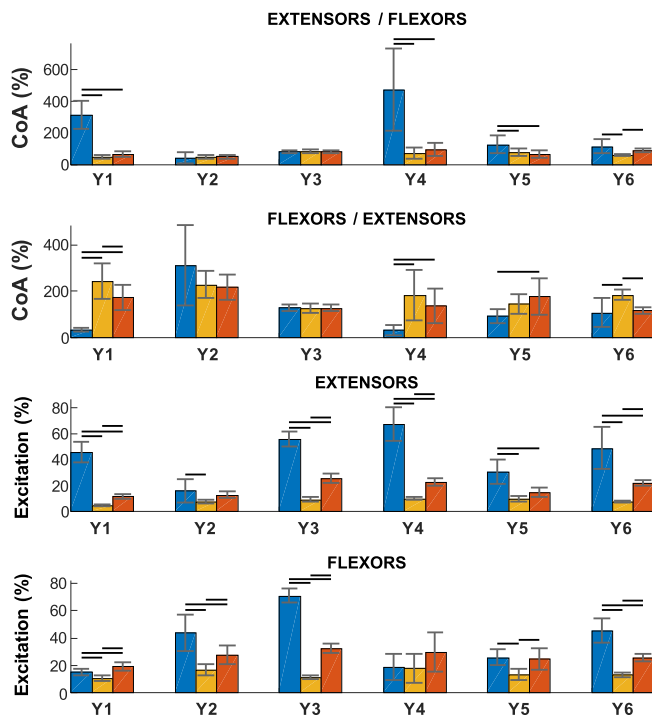 EXTENSORS / FLEXORS
CoA (%)
600
400
200
0
Y1 Y2 Y3 Y4 Y5 Y6
FLEXORS / EXTENSORS
CoA (%)
400
200
0
Y1 Y2 Y3 Y4 Y5 Y6
EXTENSORS
Excitation (%)
80
60
40
20
0
Y1 Y2 Y3 Y4 Y5 Y6
FLEXORS
Excitation (%)
80
60
40
20
0
Y1 Y2 Y3 Y4 Y5 Y6